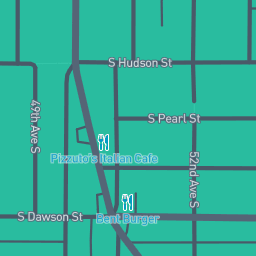 S Hudson St
49th Ave S
S Pearl St
Pizzuto's Italian Cafe
52nd Ave S
S Dawson St
Bent Burger